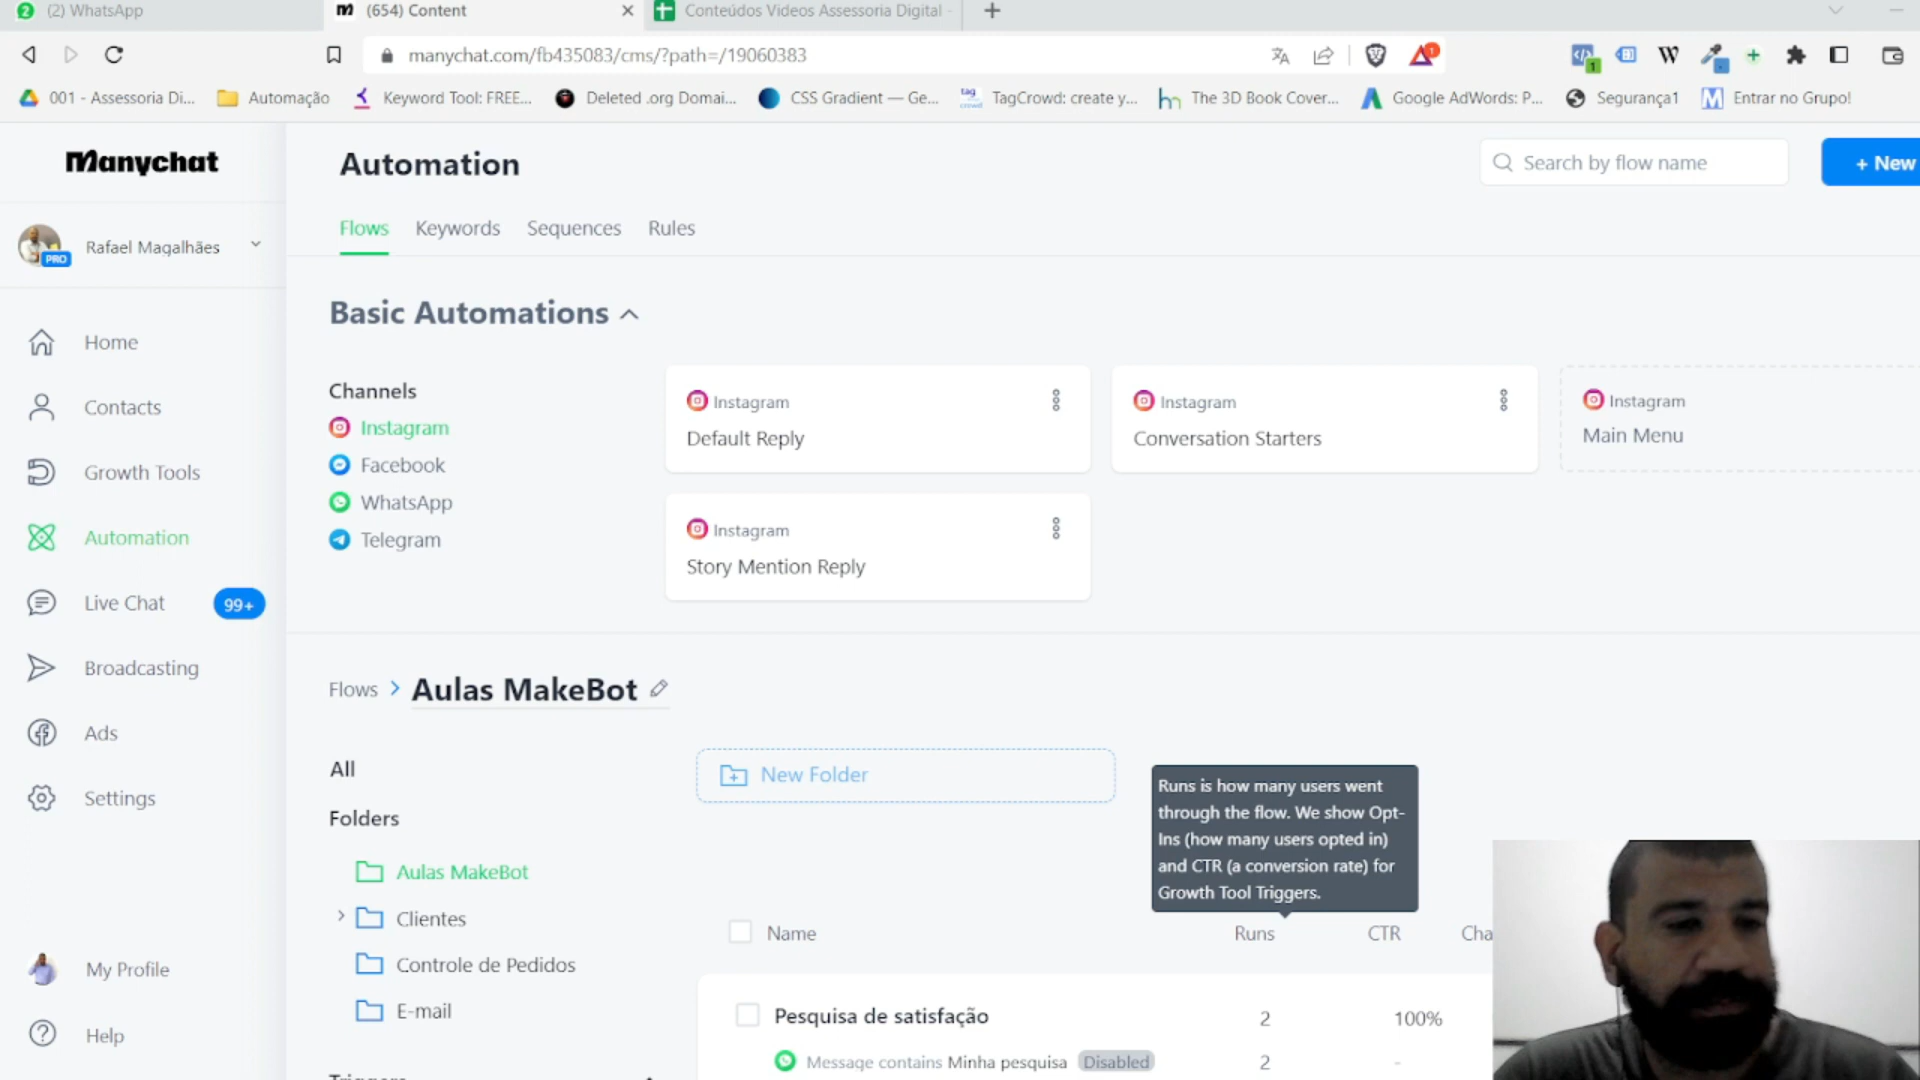 (2) WhatsApp
(654) Content
Conteúdos Videos Assessoria Digital
manychat.com/fb435083/cms/?path=/19060383
001 - Assessoria Di...
Automação
Keyword Tool: FREE...
Deleted .org Domai...
CSS Gradient — Ge...
TagCrowd: create y...
The 3D Book Cover...
Google AdWords: P...
Segurança1
Entrar no Grupo!
Manychat
Automation
Search by flow name
+ New
Flows Keywords Sequences Rules
Rafael Magalhães
PRO
Home
Contacts
Growth Tools
Automation
Live Chat
99+
Broadcasting
Ads
Settings
My Profile
Help
Basic Automations
Channels
Instagram
Facebook
WhatsApp
Telegram
Instagram
Default Reply
Instagram
Conversation Starters
Instagram
Main Menu
Instagram
Story Mention Reply
Flows > Aulas MakeBot
All
Folders
Aulas MakeBot
Clientes
Controle de Pedidos
E-mail
New Folder
Runs is how many users went
through the flow. We show Opt-
Ins (how many users opted in)
and CTR (a conversion rate) for
Growth Tool Triggers.
Name Runs CTR Cha
Pesquisa de satisfação 2 100%
Message contains Minha pesquisa Disabled 2 -